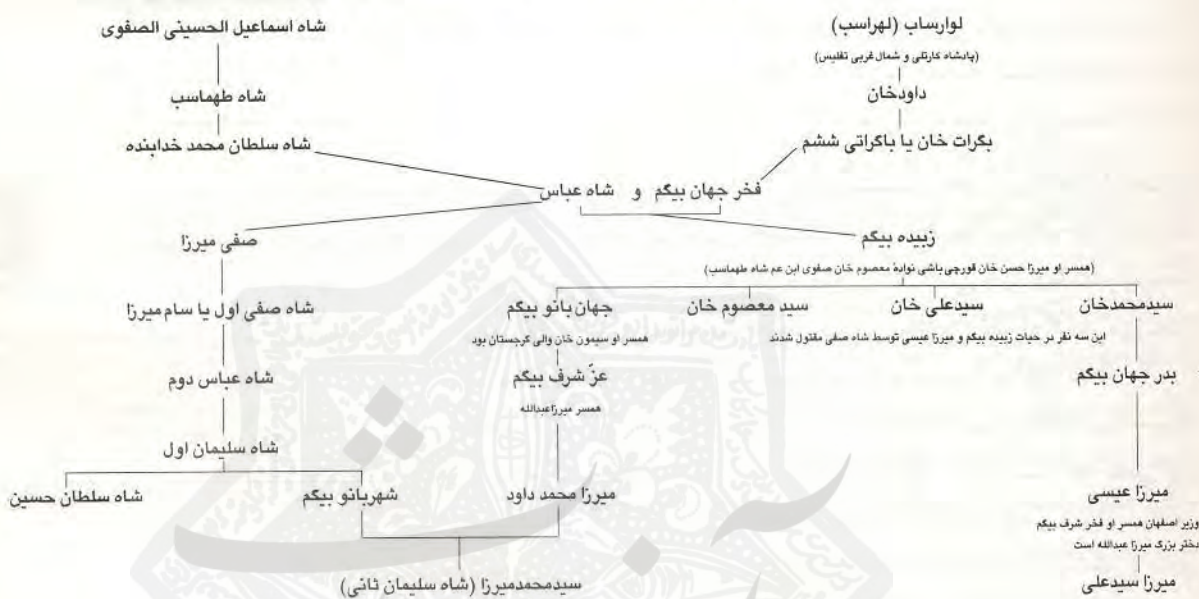 لوارساب (لهراسب)
شاه اسماعیل الحسینی الصفوی
(پادشاه کارتلی و شمال غربی تفلیس)
داودخان
شاه طهماسب
بگرات خان یا باگراتی ششم
شاه سلطان محمد خدابنده
فخر جهان بیگم و شاه عباس
زبیده بیگم
صفی میرزا
(همسر او میرزا حسن خان قورچی باشی نوادهٔ معصوم خان صفوی ابن عم شاه طهماسب)
سیدمحمدخان سیدعلی خان سید معصوم خان جهان بانو بیگم شاه صفی اول یا سام میرزا
این سه نفر در حیات زبیده بیگم و میرزا عیسی توسط شاه صفی مقتول شدند
همسر او سیمون خان والی گرجستان بود
بدر جهان بیگم عزّ شرف بیگم شاه عباس دوم
همسر میرزاعبدالله
شاه سلیمان اول
میرزا عیسی میرزا محمد داود شهربانو بیگم شاه سلطان حسین
وزیر اصفهان همسر او فخر شرف بیگم
دختر بزرگ میرزا عبدالله است
میرزا سیدعلی سیدمحمدمیرزا (شاه سلیمان ثانی)